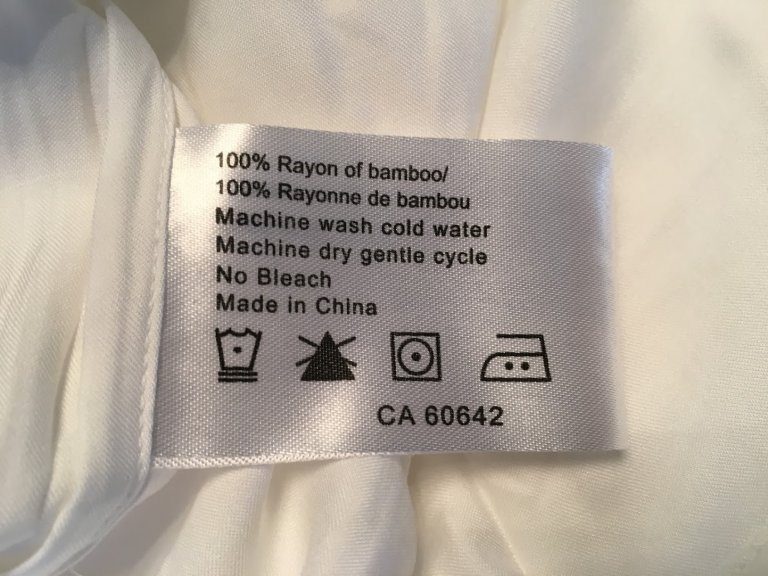 100% Rayon of bamboo/
100% Rayonne de bambou
Machine wash cold water
Machine dry gentle cycle
No Bleach
Made in China
CA 60642